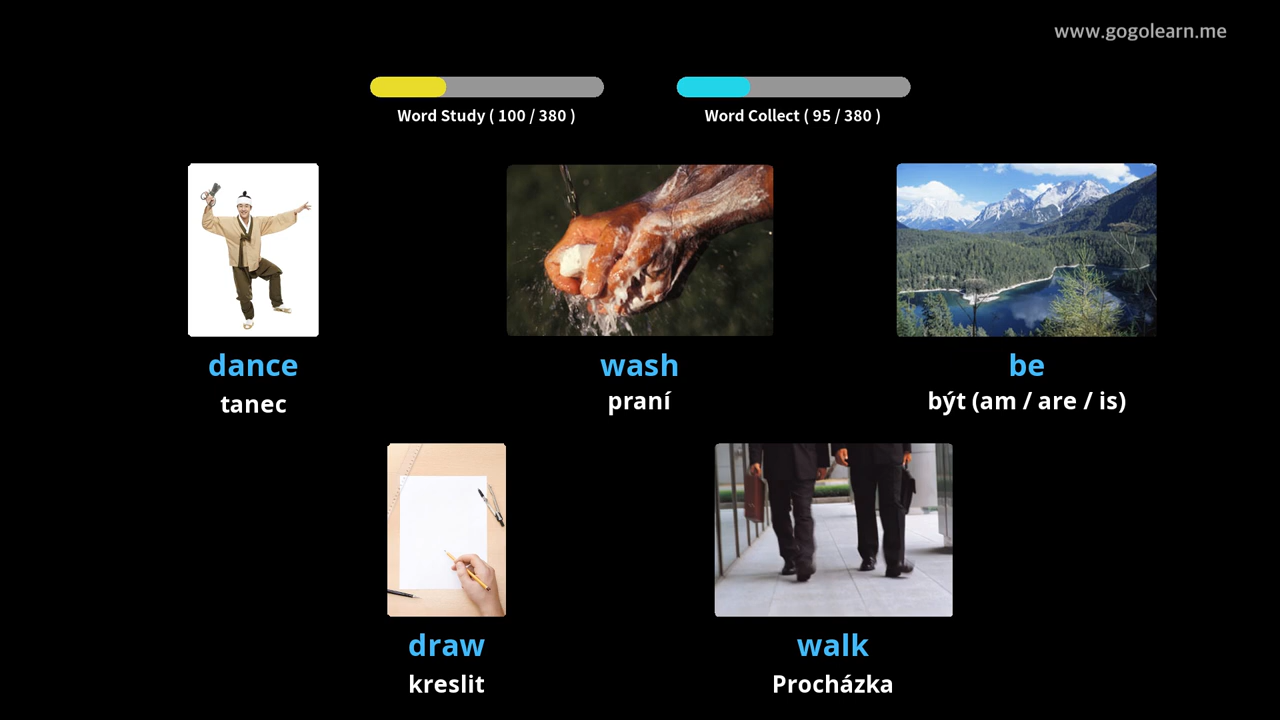 www.gogolearn.me
Word Study ( 100 / 380 )
Word Collect ( 95 / 380 )
dance
tanec
wash
praní
be
být (am / are / is)
draw
kreslit
walk
Procházka